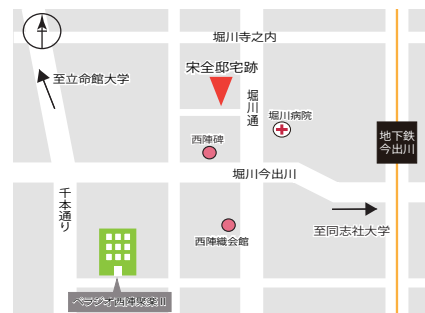 堀川寺之内
宋全邸宅跡
至立命館大学
堀川通
堀川病院
地下鉄
今出川
西陣碑
堀川今出川
千本通り
至同志社大学
西陣織会館
ベラジオ西陣聚楽Ⅱ